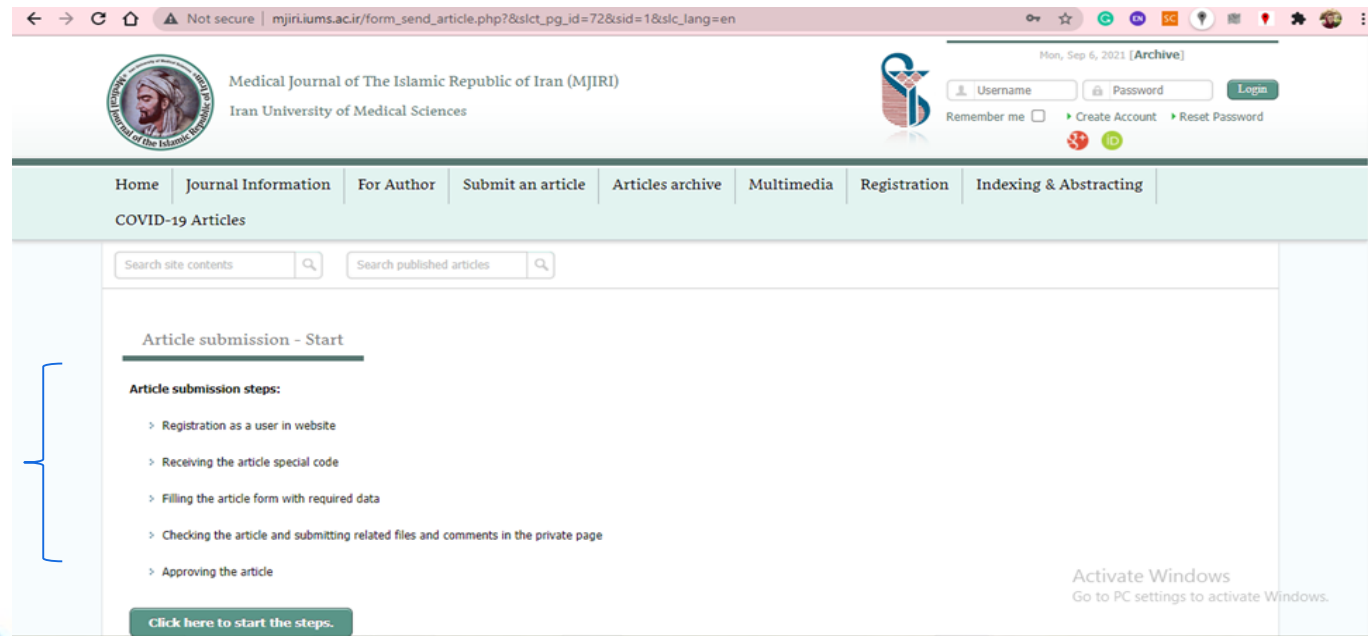 Not secure | mjiri.iums.ac.ir/form_send_article.php?&slct_pg_id=72&sid=1&slc_lang=en
Medical Journal of The Islamic Republic of Iran (MJIRI)
Iran University of Medical Sciences
Mon, Sep 6, 2021 [Archive]
Username Password Login
Remember me Create Account Reset Password
Home Journal Information For Author Submit an article Articles archive Multimedia Registration Indexing & Abstracting
COVID-19 Articles
Search site contents Search published articles
Article submission - Start
Article submission steps:
Registration as a user in website
Receiving the article special code
Filling the article form with required data
Checking the article and submitting related files and comments in the private page
Approving the article
Activate Windows
Go to PC settings to activate Windows.
Click here to start the steps.